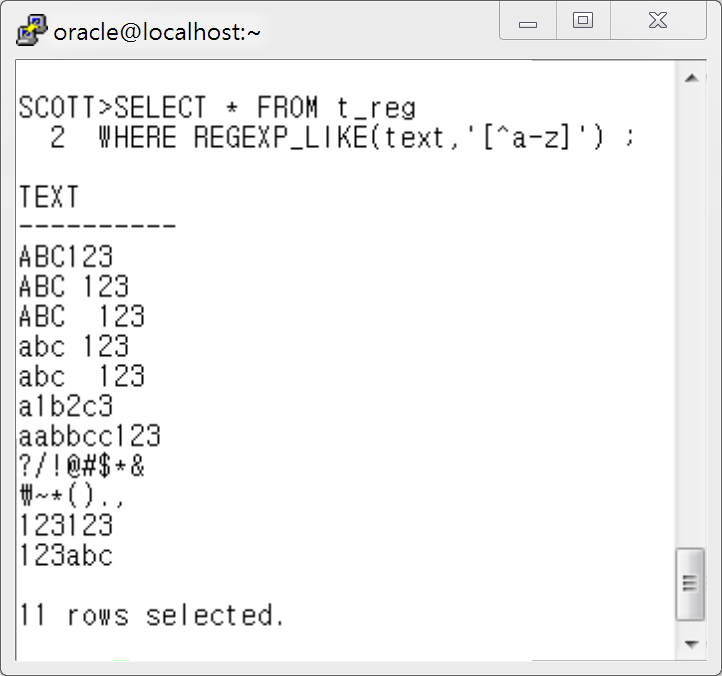 oracle@localhost:~
SCOTT>SELECT * FROM t_reg
  2  WHERE REGEXP_LIKE(text,'[^a-z]') ;
TEXT
----------
ABC123
ABC 123
ABC  123
abc 123
abc  123
a1b2c3
aabbcc123
?/!@#$*&
₩~*().,
123123
123abc
11 rows selected.